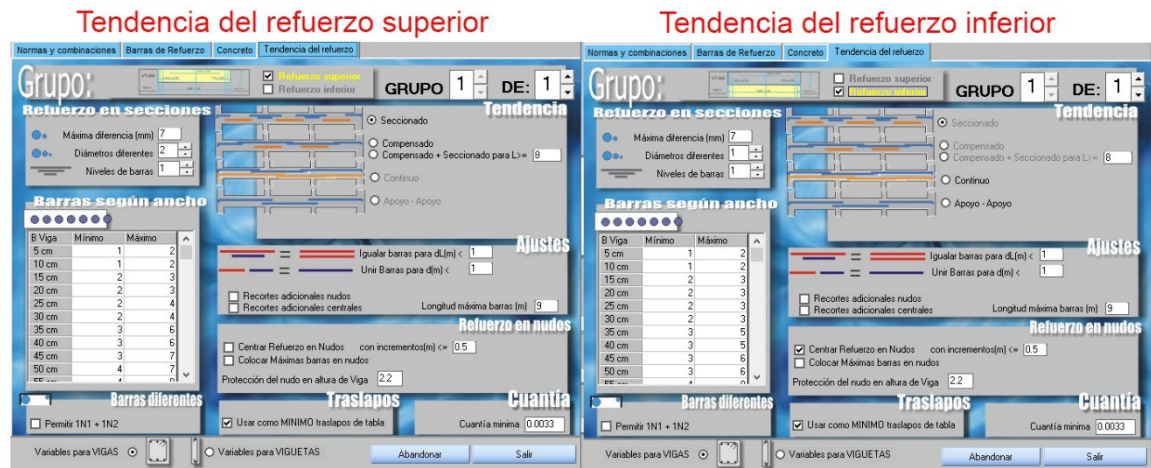 Tendencia del refuerzo superior
Normas y combinaciones Barras de Refuerzo Concreto Tendencia del refuerzo
Grupo:
Refuerzo superior
Refuerzo inferior
GRUPO 1 DE: 1
Refuerzo en secciones
Máxima diferencia (mm) 7
Diámetros diferentes 2
Niveles de barras 1
Tendencia
Seccionado
Compensado
Compensado + Seccionado para L>= 8
Continuo
Apoyo - Apoyo
Barras según ancho
B Viga Mínimo Máximo
5 cm 1 2
10 cm 1 2
15 cm 2 3
20 cm 2 3
25 cm 2 4
30 cm 2 4
35 cm 3 6
40 cm 3 6
45 cm 3 7
50 cm 4 7
Ajustes
Igualar barras para dL(m) < 1
Unir Barras para d(m) < 1
Recortes adicionales nudos
Recortes adicionales centrales
Longitud máxima barras (m) 9
Refuerzo en nudos
Centrar Refuerzo en Nudos con incrementos(m) <= 0.5
Colocar Máximas barras en nudos
Protección del nudo en altura de Viga 2.2
Barras diferentes
Permitir 1N1 + 1N2
Traslapos
Usar como MINIMO traslapos de tabla
Cuantía
Cuantía minima 0.0033
Variables para VIGAS
Variables para VIGUETAS
Abandonar
Salir
Tendencia del refuerzo inferior
Normas y combinaciones Barras de Refuerzo Concreto Tendencia del refuerzo
Grupo:
Refuerzo superior
Refuerzo inferior
GRUPO 1 DE: 1
Refuerzo en secciones
Máxima diferencia (mm) 7
Diámetros diferentes 1
Niveles de barras 1
Tendencia
Seccionado
Compensado
Compensado + Seccionado para L>= 8
Continuo
Apoyo - Apoyo
Barras según ancho
B Viga Mínimo Máximo
5 cm 1 2
10 cm 1 2
15 cm 2 3
20 cm 2 3
25 cm 2 3
30 cm 2 3
35 cm 3 5
40 cm 3 5
45 cm 3 6
50 cm 3 6
Ajustes
Igualar barras para dL(m) < 1
Unir Barras para d(m) < 1
Recortes adicionales nudos
Recortes adicionales centrales
Longitud máxima barras (m) 9
Refuerzo en nudos
Centrar Refuerzo en Nudos con incrementos(m) <= 0.5
Colocar Máximas barras en nudos
Protección del nudo en altura de Viga 2.2
Barras diferentes
Permitir 1N1 + 1N2
Traslapos
Usar como MINIMO traslapos de tabla
Cuantía
Cuantía minima 0.0033
Variables para VIGAS
Variables para VIGUETAS
Abandonar
Salir